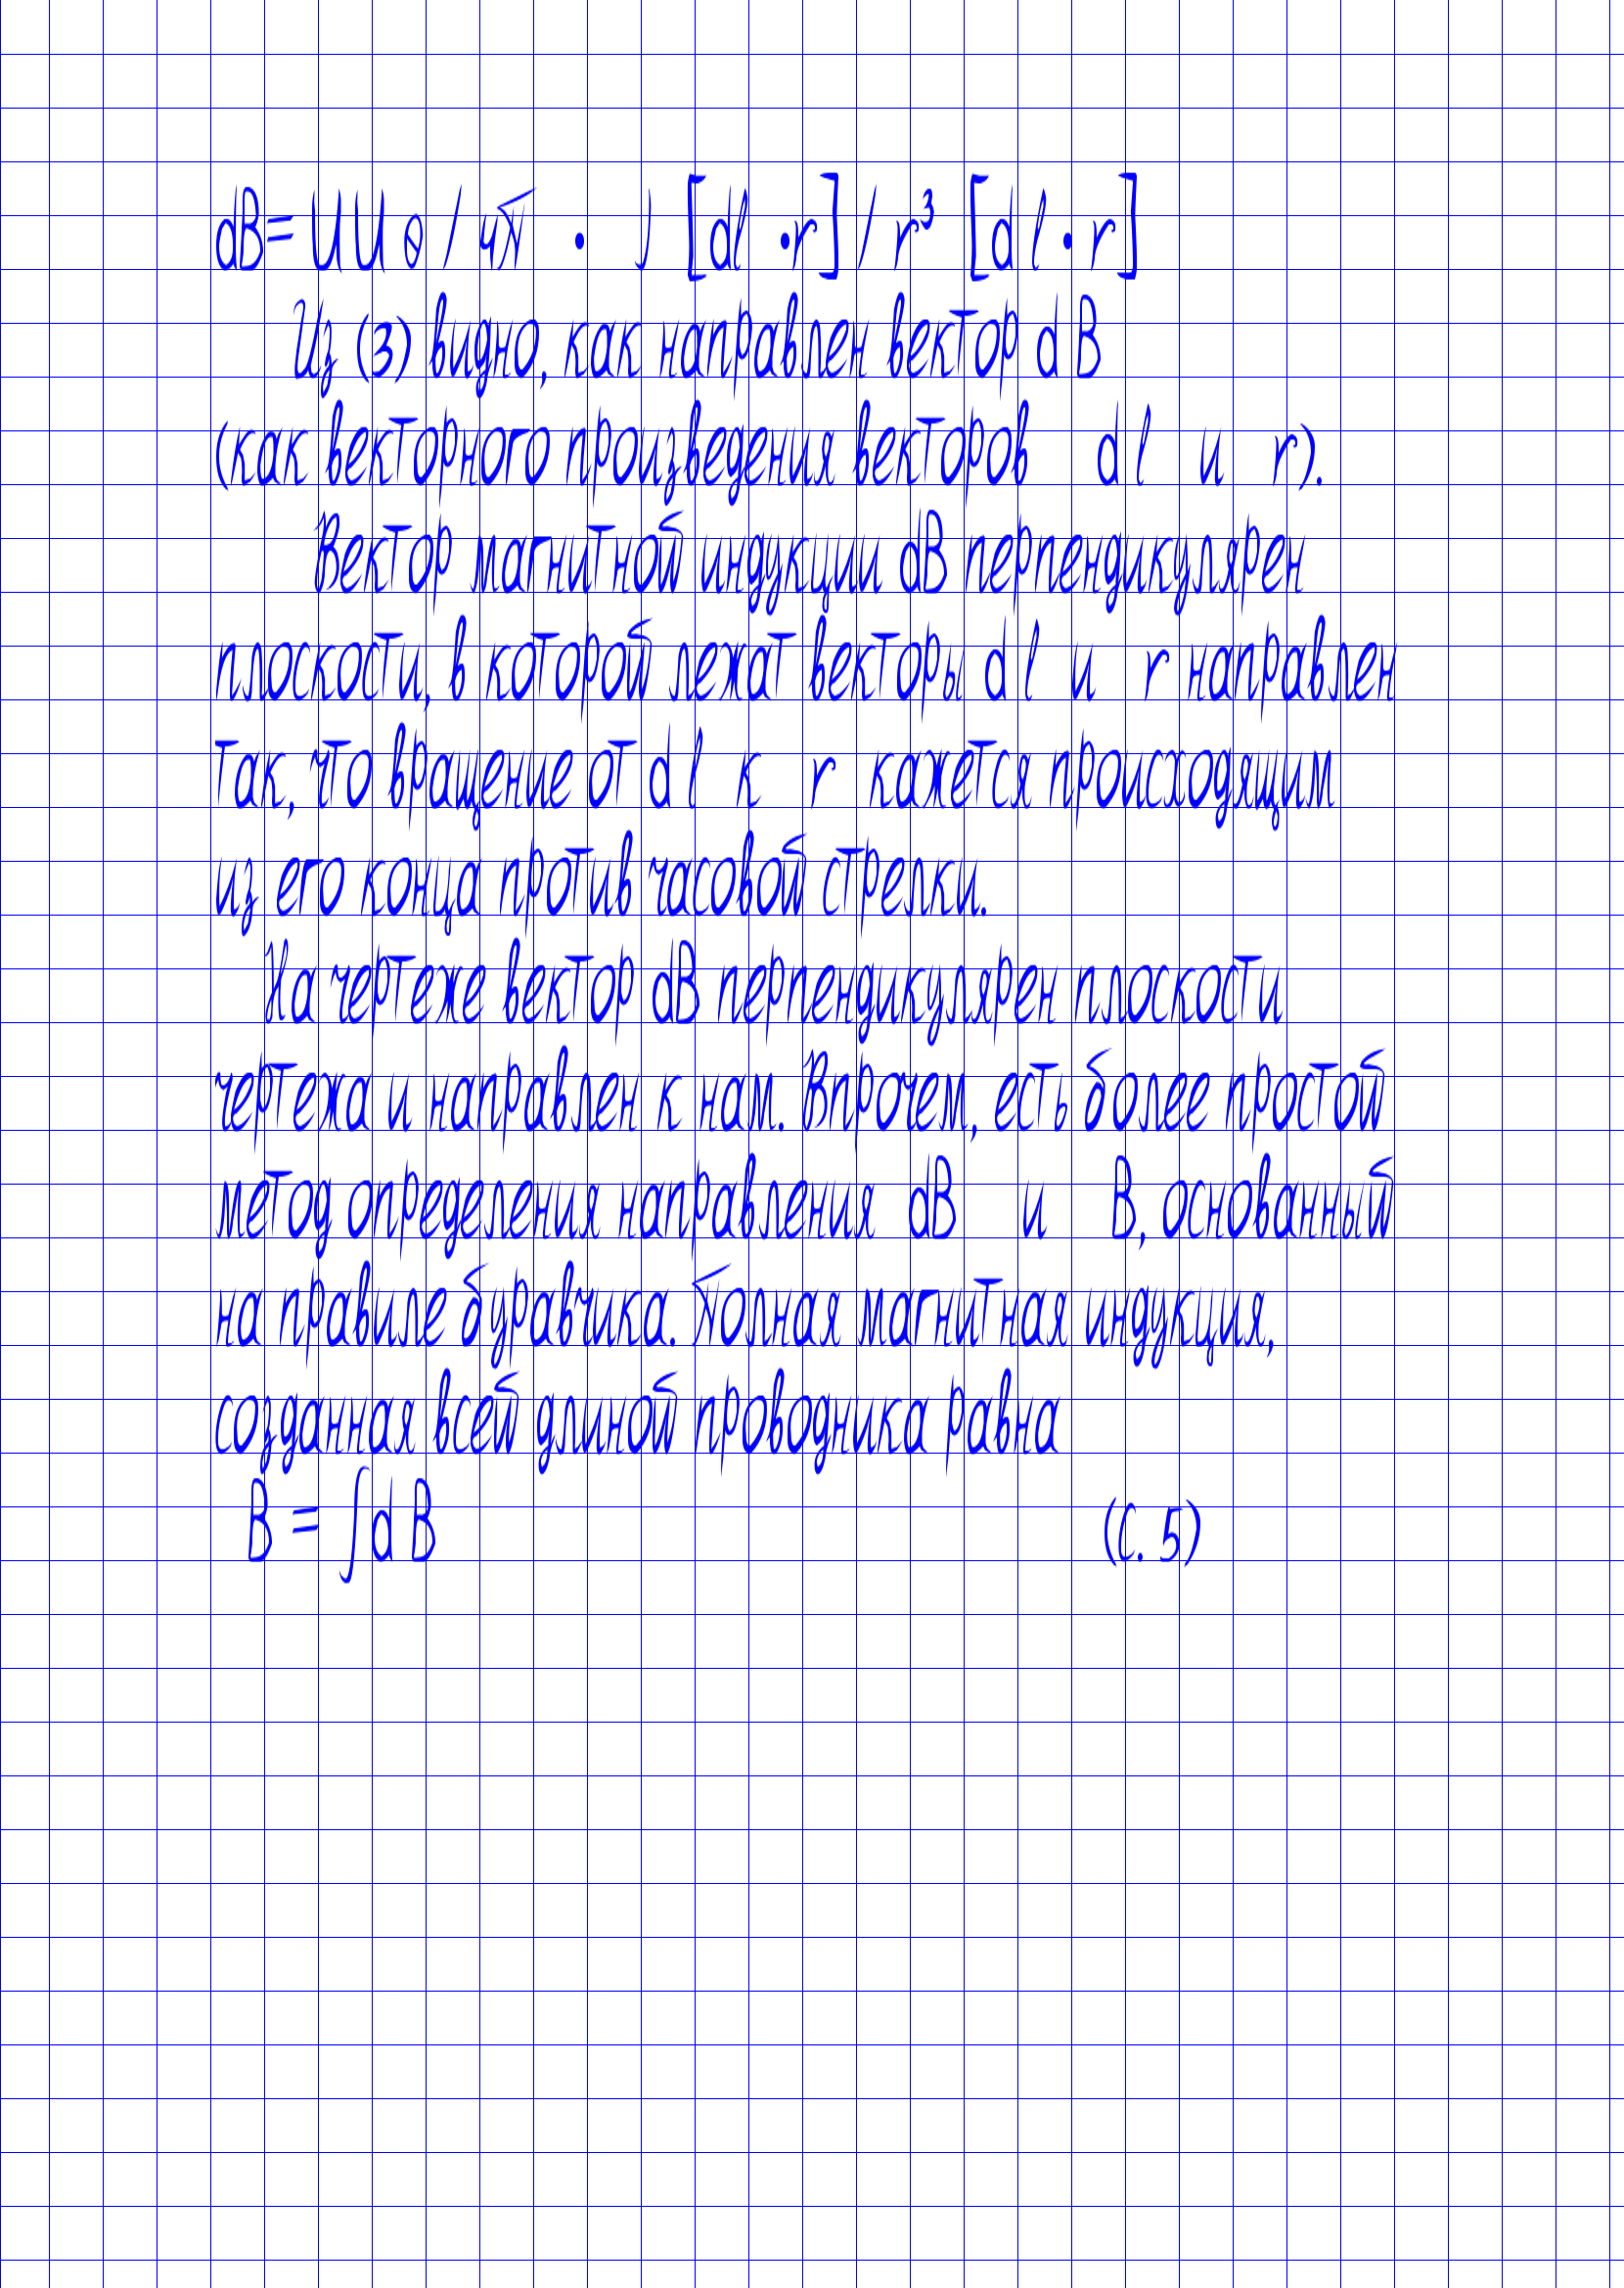 dB= UU θ / 4π · J [dl · r] / r³ [d l · r]
Из (3) видно, как направлен вектор d B
(как векторного произведения векторов d l и r).
Вектор магнитной индукции dB перпендикулярен
плоскости, в которой лежат векторы d l и r направлен
так, что вращение от d l к r кажется происходящим
из его конца против часовой стрелки.
На чертеже вектор dB перпендикулярен плоскости
чертежа и направлен к нам. Впрочем, есть более простой
метод определения направления dB и B, основанный
на правиле буравчика. Полная магнитная индукция,
созданная всей длиной проводника равна
B = ∫d B (С. 5)